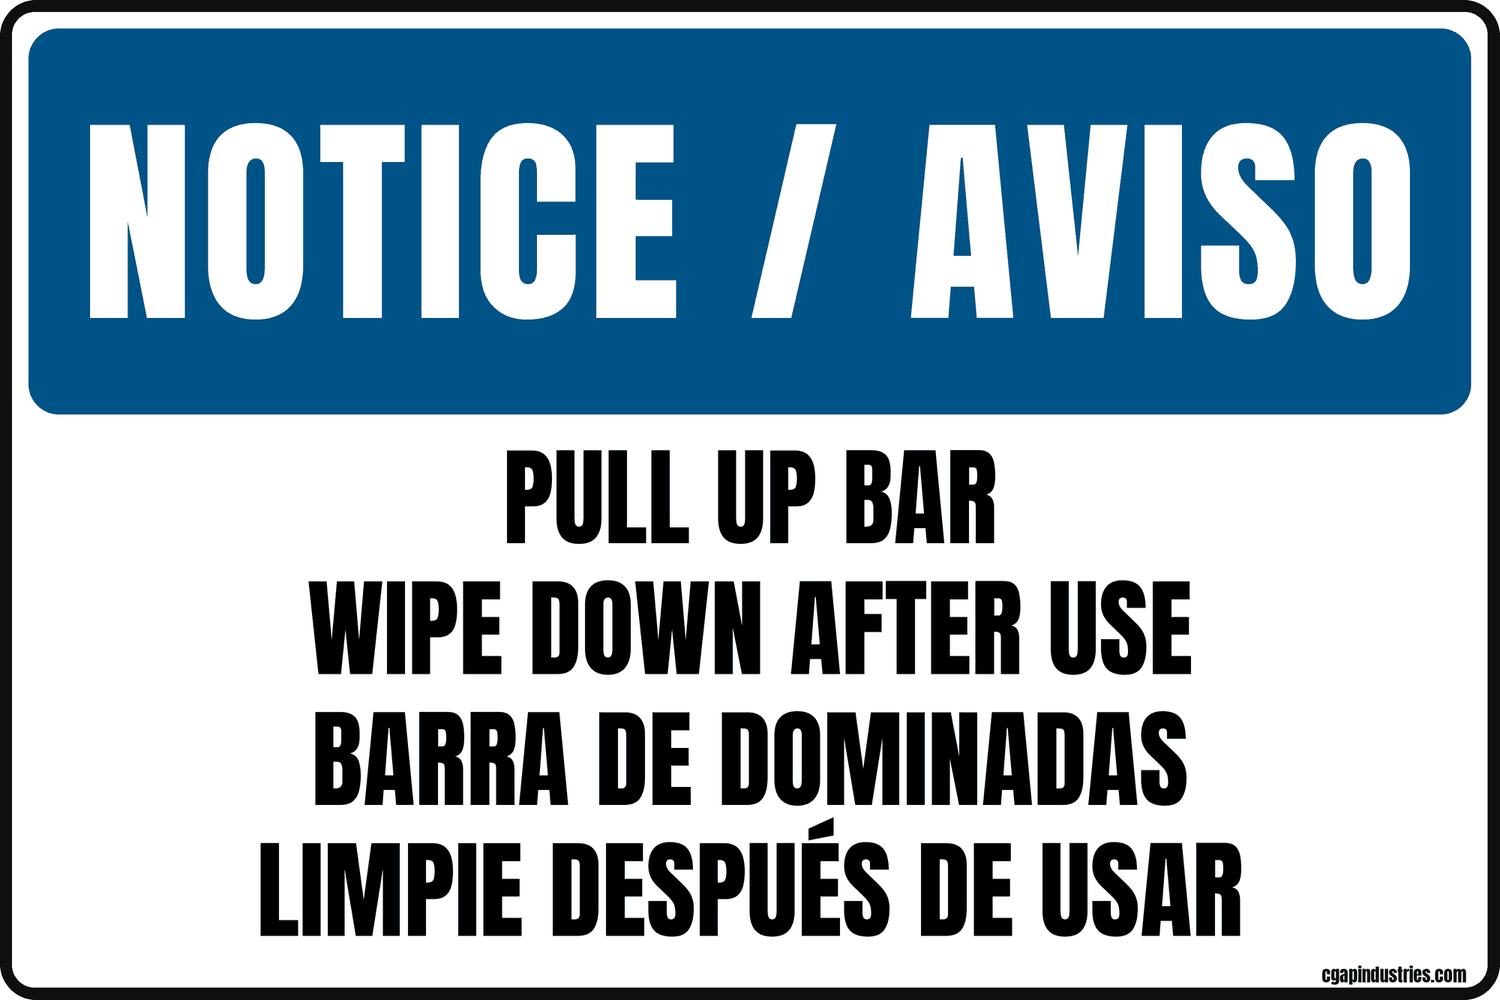 NOTICE / AVISO
PULL UP BAR
WIPE DOWN AFTER USE
BARRA DE DOMINADAS
LIMPIE DESPUÉS DE USAR
cgapindustries.com